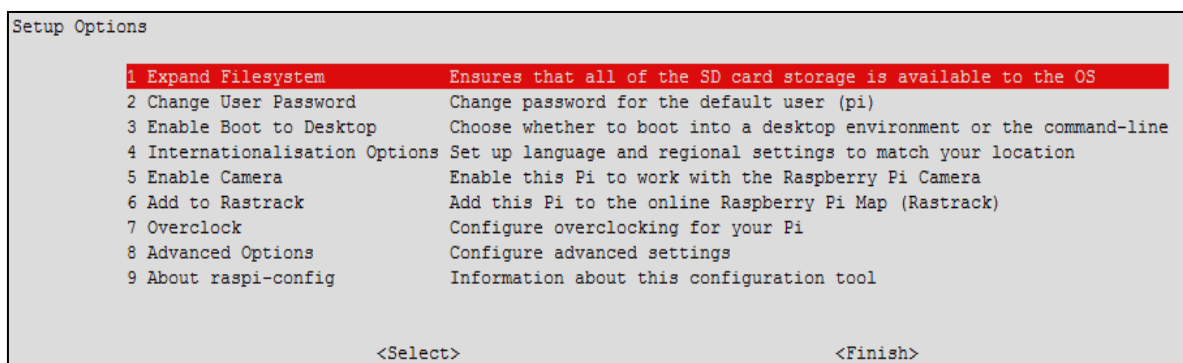 Setup Options
1 Expand Filesystem Ensures that all of the SD card storage is available to the OS
2 Change User Password Change password for the default user (pi)
3 Enable Boot to Desktop Choose whether to boot into a desktop environment or the command-line
4 Internationalisation Options Set up language and regional settings to match your location
5 Enable Camera Enable this Pi to work with the Raspberry Pi Camera
6 Add to Rastrack Add this Pi to the online Raspberry Pi Map (Rastrack)
7 Overclock Configure overclocking for your Pi
8 Advanced Options Configure advanced settings
9 About raspi-config Information about this configuration tool
<Select> <Finish>